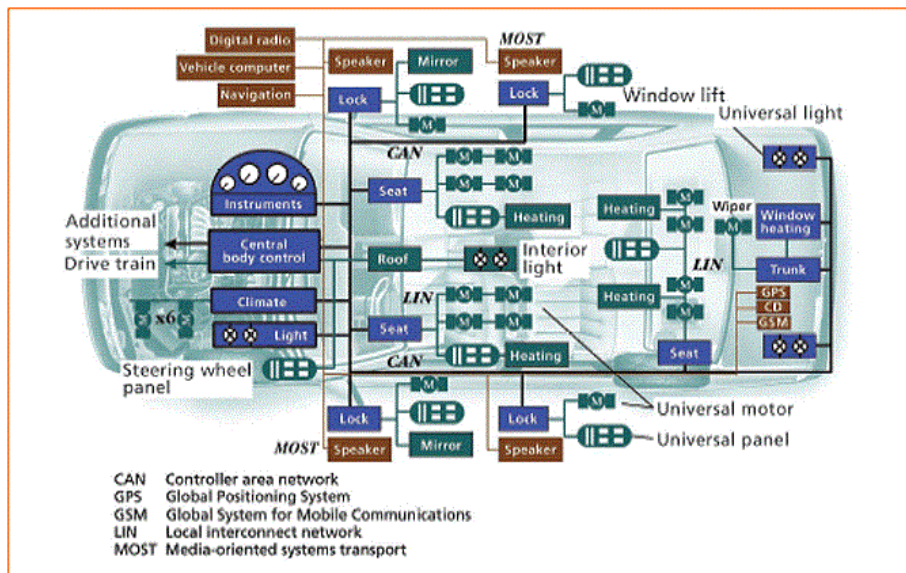 Digital radio
MOST
Vehicle computer
Speaker
Mirror
Speaker
Navigation
Lock
Lock
Window lift
M
M
Universal light
CAN
M
M
Instruments
Seat
M
M
Heating
Heating
M
Wiper
M
M
Window heating
Additional systems
Drive train
Central body control
Roof
Interior light
LIN
Trunk
Climate
LIN
M
M
Heating
M
GPS
CD
GSM
M
x6
M
Light
Seat
M
M
M
CAN
Heating
Seat
Steering wheel panel
M
Lock
Lock
M
Universal motor
MOST
Speaker
Mirror
Speaker
Universal panel
CAN Controller area network
GPS Global Positioning System
GSM Global System for Mobile Communications
LIN Local interconnect network
MOST Media-oriented systems transport